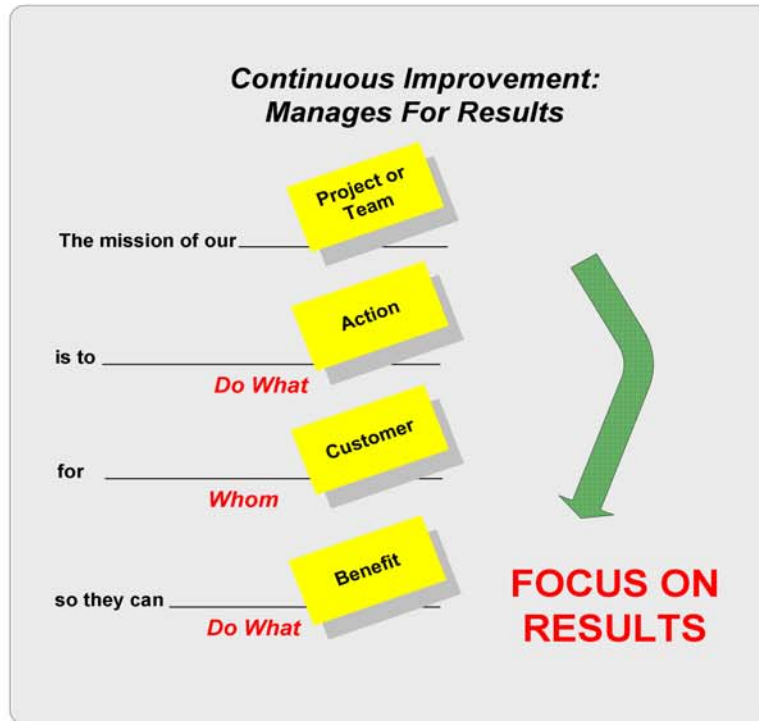 Continuous Improvement:
Manages For Results
Project or
Team
The mission of our
Action
is to
Do What
Customer
for
Whom
Benefit
so they can
Do What
FOCUS ON
RESULTS